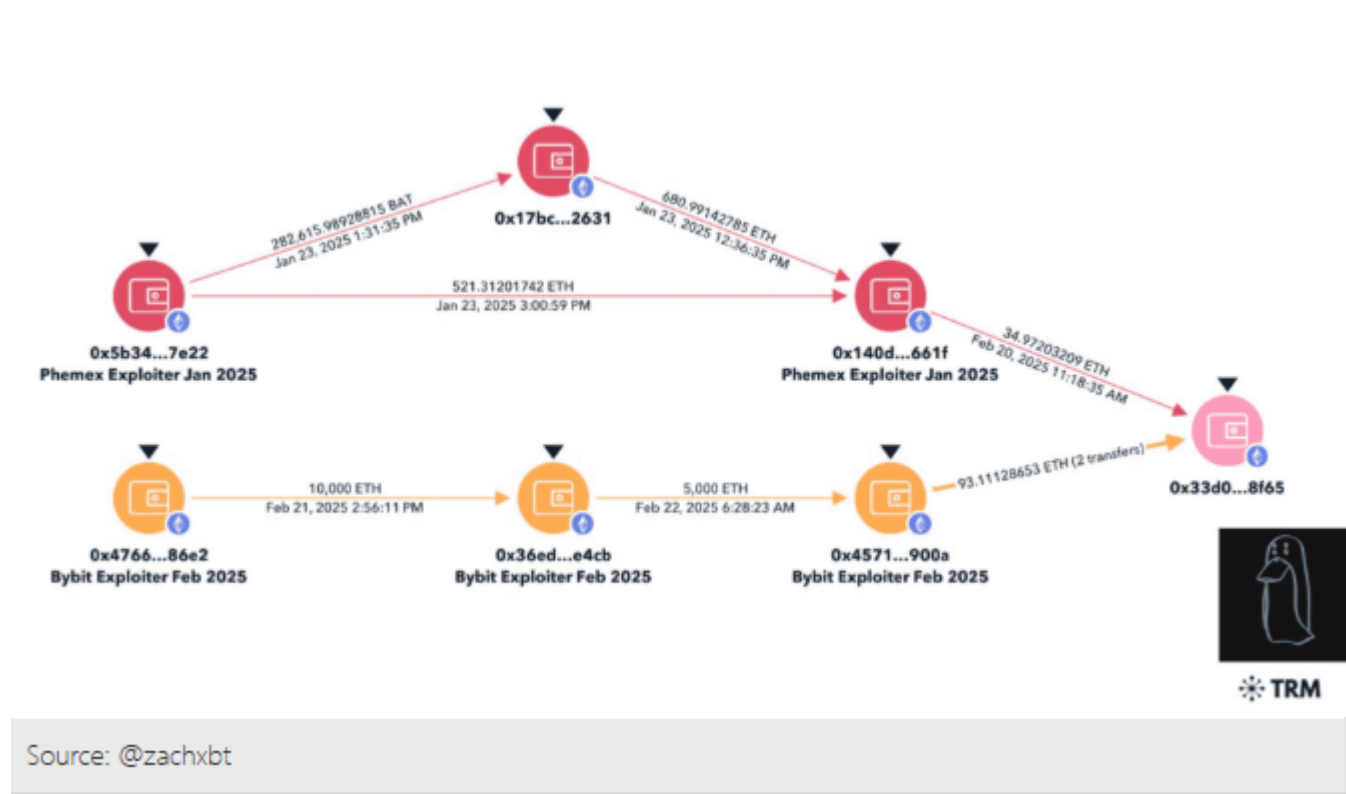 282,615.98928815 BAT
Jan 23, 2025 1:31:35 PM
0x17bc...2631
680.99142785 ETH
Jan 23, 2025 12:36:35 PM
521.31201742 ETH
Jan 23, 2025 3:00:59 PM
0x5b34...7e22
Phemex Exploiter Jan 2025
0x140d...661f
Phemex Exploiter Jan 2025
34.97203209 ETH
Feb 20, 2025 11:18:35 AM
10,000 ETH
Feb 21, 2025 2:56:11 PM
5,000 ETH
Feb 22, 2025 6:28:23 AM
93.11128653 ETH (2 transfers)
0x33d0...8f65
0x4766...86e2
Bybit Exploiter Feb 2025
0x36ed...e4cb
Bybit Exploiter Feb 2025
0x4571...900a
Bybit Exploiter Feb 2025
TRM
Source: @zachxbt